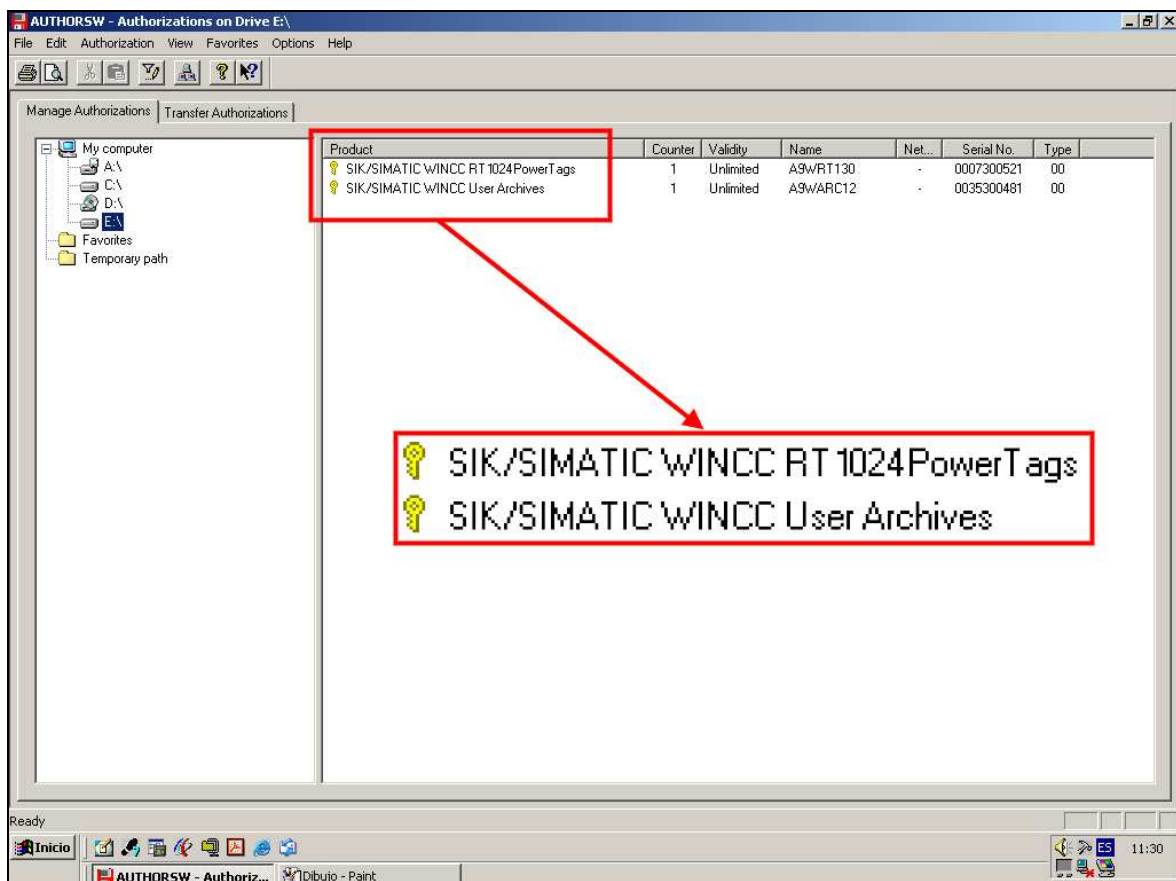 AUTHORSW - Authorizations on Drive E:\
File Edit Authorization View Favorites Options Help
Manage Authorizations Transfer Authorizations
My computer
A:\
C:\
D:\
E:\
Favorites
Temporary path
Product Counter Validity Name Net... Serial No. Type
SIK/SIMATIC WINCC RT 1024PowerTags 1 Unlimited A9WRT130 - 0007300521 00
SIK/SIMATIC WINCC User Archives 1 Unlimited A9WARC12 - 0035300481 00
SIK/SIMATIC WINCC RT 1024PowerTags
SIK/SIMATIC WINCC User Archives
Ready
Inicio ES 11:30
AUTHORSW - Authoriz... Dibujo - Paint